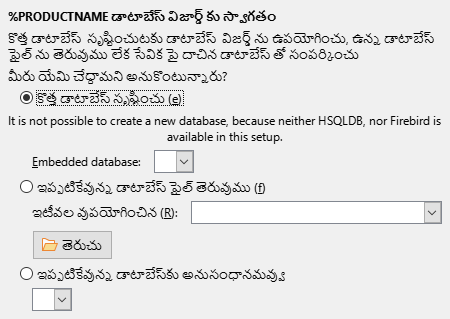 %PRODUCTNAME డాటాబేస్ విజార్డ్ కు స్వాగతం
కొత్త డాటాబేస్ సృష్టించుటకు డాటాబేస్ విజర్డ్ ను ఉపయోగించు, ఉన్న డాటాబేస్
ఫైల్ ను తెరువుము లేక సేవిక పై దాచిన డాటాబేస్ తో సంపర్కించు
మీరు యేమి చేద్దామని అనుకొంటున్నారు?
కొత్త డాటాబేస్ సృష్టించు (e)
It is not possible to create a new database, because neither HSQLDB, nor Firebird is
available in this setup.
Embedded database:
ఇప్పటికేవున్న డాటాబేస్ ఫైల్ తెరువుము (f)
ఇటీవల వుపయోగించిన (R):
తెరుచు
ఇప్పటికేవున్న డాటాబేస్‌కు అనుసంధానమవ్వు